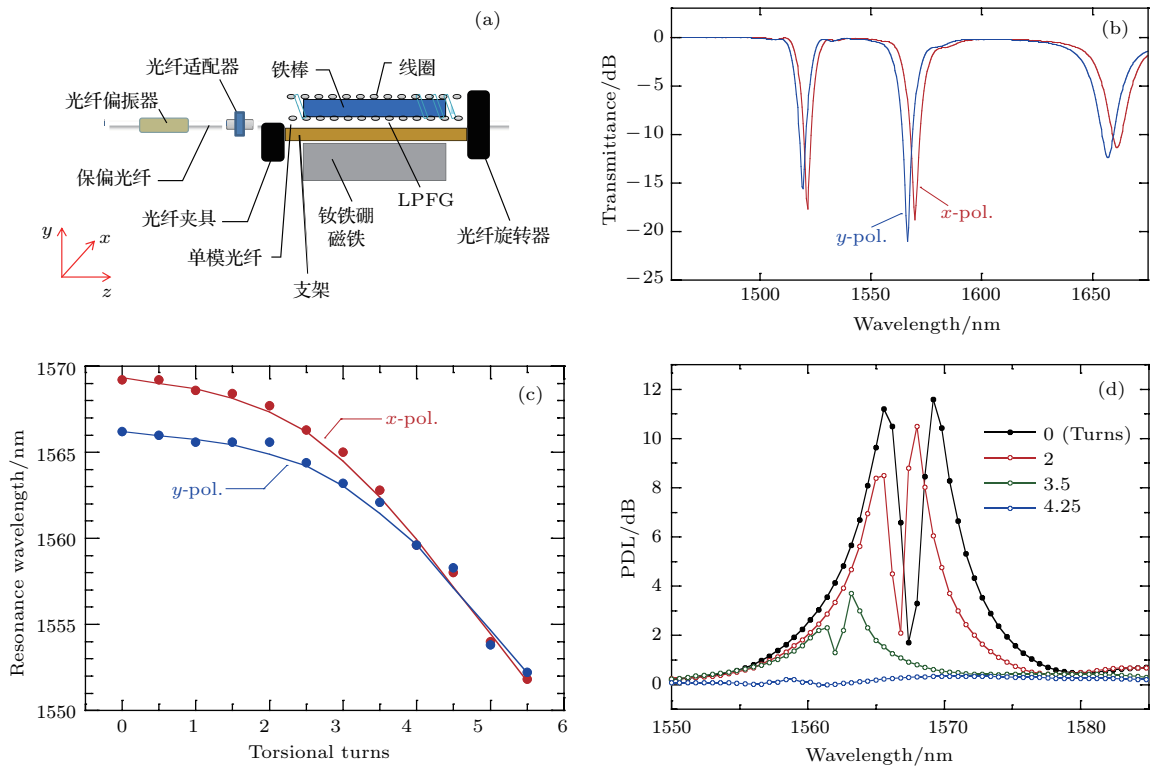 (a)
光纤适配器
铁棒
线圈
光纤偏振器
保偏光纤
LPFG
光纤夹具
钕铁硼
磁铁
光纤旋转器
单模光纤
支架
y
x
z
(b)
0
−5
−10
−15
−20
−25
Transmittance/dB
x-pol.
y-pol.
1500
1550
1600
1650
Wavelength/nm
(c)
1570
1565
1560
1554
1550
Resonance wavelength/nm
x-pol.
y-pol.
0
1
2
3
4
5
6
Torsional turns
(d)
12
10
8
6
4
2
0
PDL/dB
0 (Turns)
2
3.5
4.25
1550
1560
1570
1580
Wavelength/nm